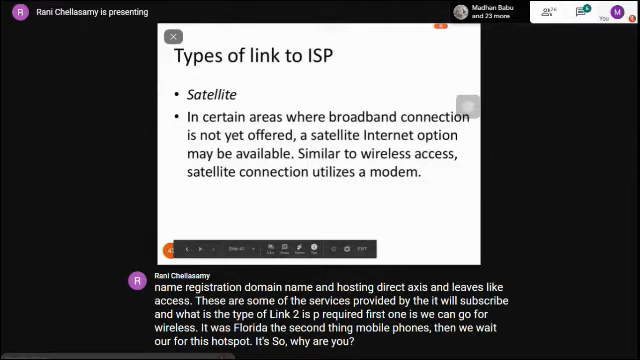 R Rani Chellasamy is presenting
Madhan Babu
and 23 more
You
M
Types of link to ISP
• Satellite
• In certain areas where broadband connection
is not yet offered, a satellite Internet option
may be available. Similar to wireless access,
satellite connection utilizes a modem.
EXIT
R Rani Chellasamy
name registration domain name and hosting direct axis and leaves like
access. These are some of the services provided by the it will subscribe
and what is the type of Link 2 is p required first one is we can go for
wireless. It was Florida the second thing mobile phones, then we wait
our for this hotspot. It's So, why are you?